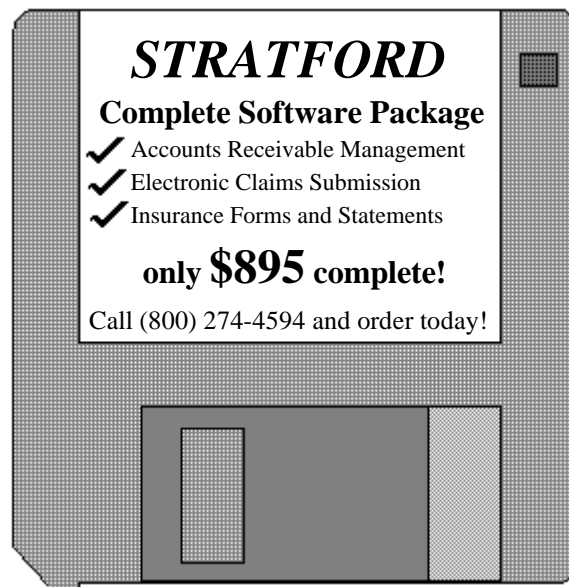 STRATFORD
Complete Software Package
Accounts Receivable Management
Electronic Claims Submission
Insurance Forms and Statements
only $895 complete!
Call (800) 274-4594 and order today!